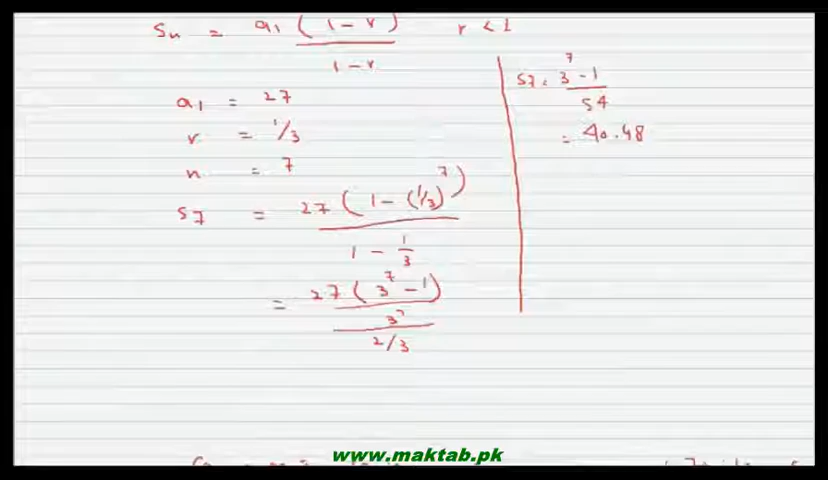 Sn = a1 (1 - r) / 1 - r    r < 1
a1 = 27
r = 1/3
n = 7
S7 = 27 (1 - (1/3)^7) / 1 - 1/3
= 27 (3^7 - 1) / 3^7 / 2/3
S7 = 3^7 - 1 / 54
= 40.48
www.maktab.pk